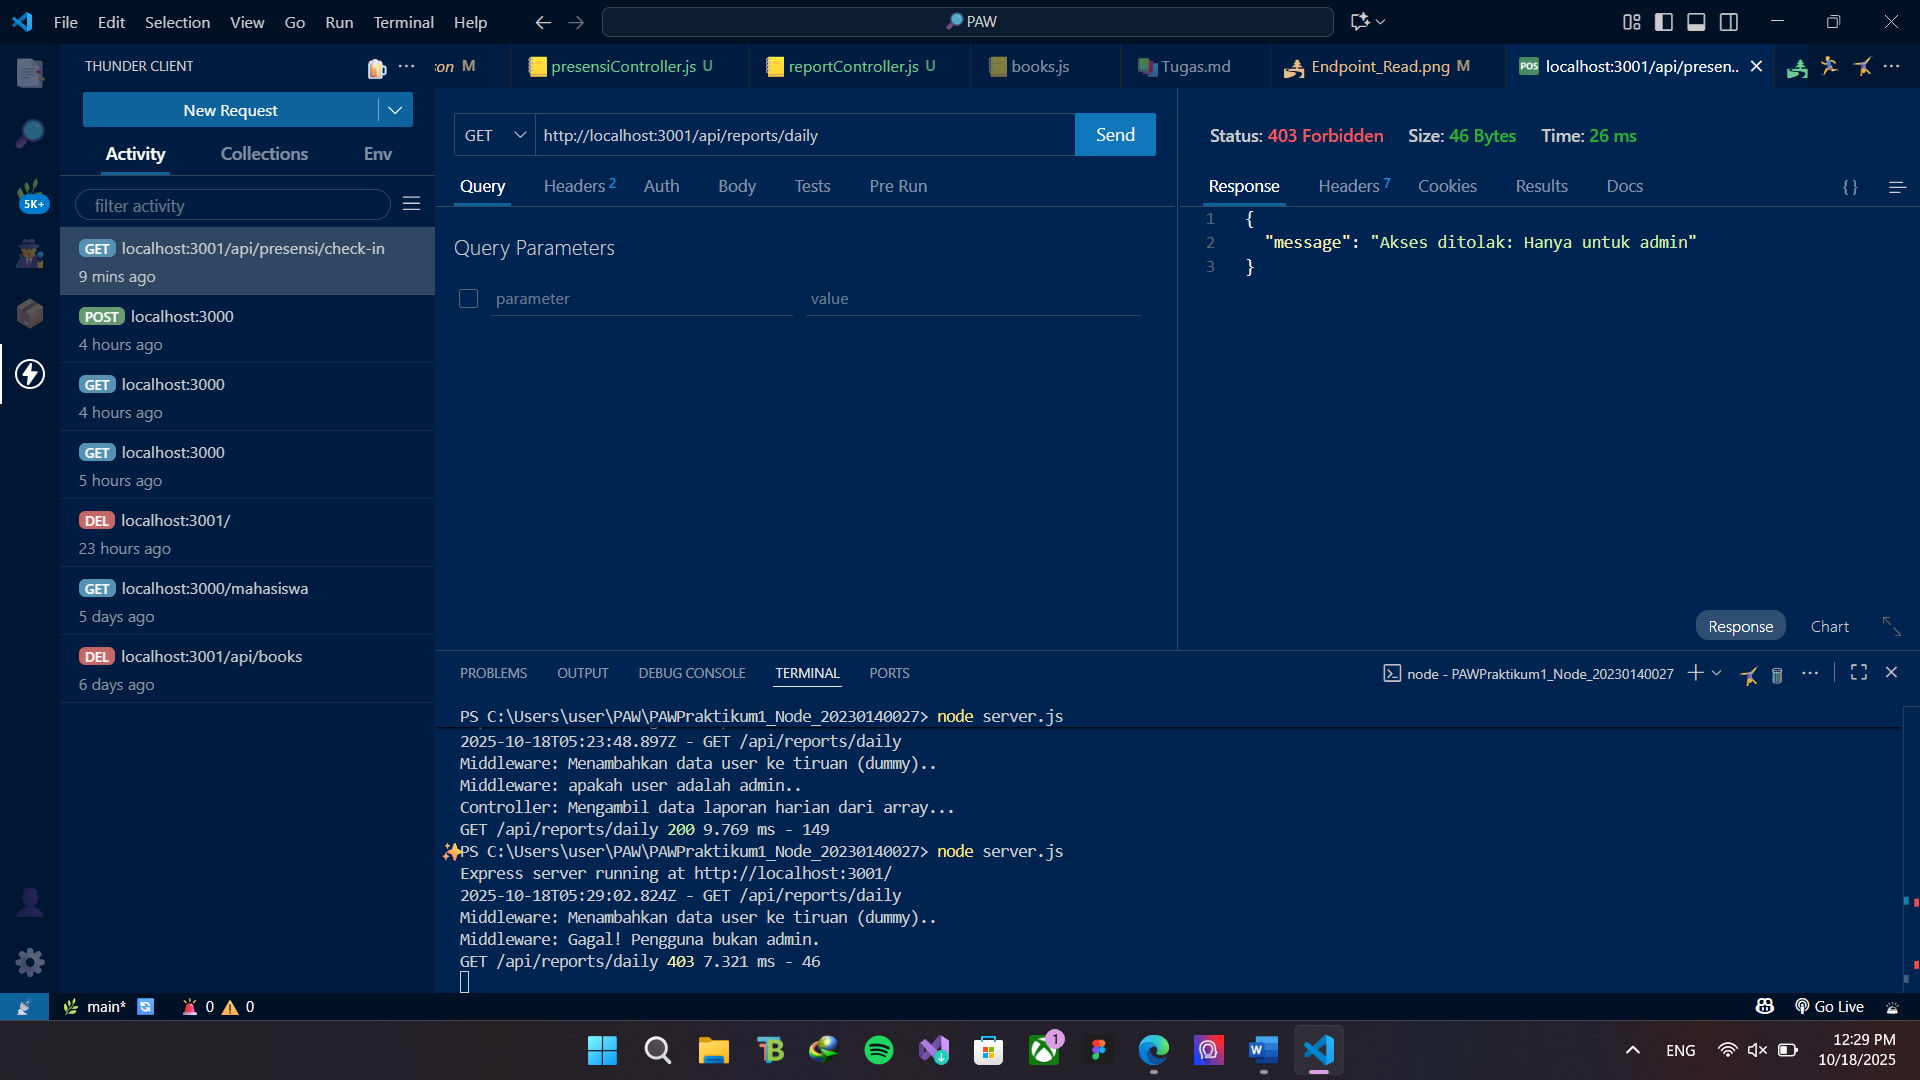 File Edit Selection View Go Run Terminal Help
PAW
THUNDER CLIENT
on M
presensiController.js U
reportController.js U
books.js
Tugas.md
Endpoint_Read.png M
POS localhost:3001/api/presen..
5K+
New Request
Activity Collections Env
filter activity
GET localhost:3001/api/presensi/check-in
9 mins ago
POST localhost:3000
4 hours ago
GET localhost:3000
4 hours ago
GET localhost:3000
5 hours ago
DEL localhost:3001/
23 hours ago
GET localhost:3000/mahasiswa
5 days ago
DEL localhost:3001/api/books
6 days ago
GET http://localhost:3001/api/reports/daily Send
Query Headers 2 Auth Body Tests Pre Run
Query Parameters
parameter value
Status: 403 Forbidden Size: 46 Bytes Time: 26 ms
Response Headers 7 Cookies Results Docs {}
1 {
2 "message": "Akses ditolak: Hanya untuk admin"
3 }
Response Chart
PROBLEMS OUTPUT DEBUG CONSOLE TERMINAL PORTS
node - PAWPraktikum1_Node_20230140027
PS C:\Users\user\PAW\PAWPraktikum1_Node_20230140027> node server.js
2025-10-18T05:23:48.897Z - GET /api/reports/daily
Middleware: Menambahkan data user ke tiruan (dummy)..
Middleware: apakah user adalah admin..
Controller: Mengambil data laporan harian dari array...
GET /api/reports/daily 200 9.769 ms - 149
PS C:\Users\user\PAW\PAWPraktikum1_Node_20230140027> node server.js
Express server running at http://localhost:3001/
2025-10-18T05:29:02.824Z - GET /api/reports/daily
Middleware: Menambahkan data user ke tiruan (dummy)..
Middleware: Gagal! Pengguna bukan admin.
GET /api/reports/daily 403 7.321 ms - 46
main* 0 0
Go Live
1
ENG
12:29 PM
10/18/2025